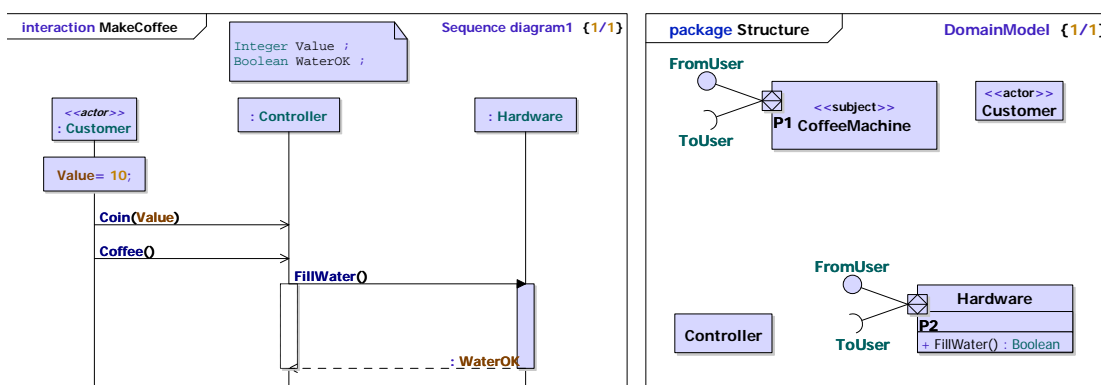 interaction MakeCoffee
Sequence diagram1 {1/1}
Integer Value ;
Boolean WaterOK ;
<<actor>>
: Customer
: Controller
: Hardware
Value= 10;
Coin(Value)
Coffee()
FillWater()
: WaterOK
package Structure
DomainModel {1/1}
FromUser
ToUser
P1
<<subject>>
CoffeeMachine
<<actor>>
Customer
FromUser
ToUser
Hardware
P2
+ FillWater() : Boolean
Controller